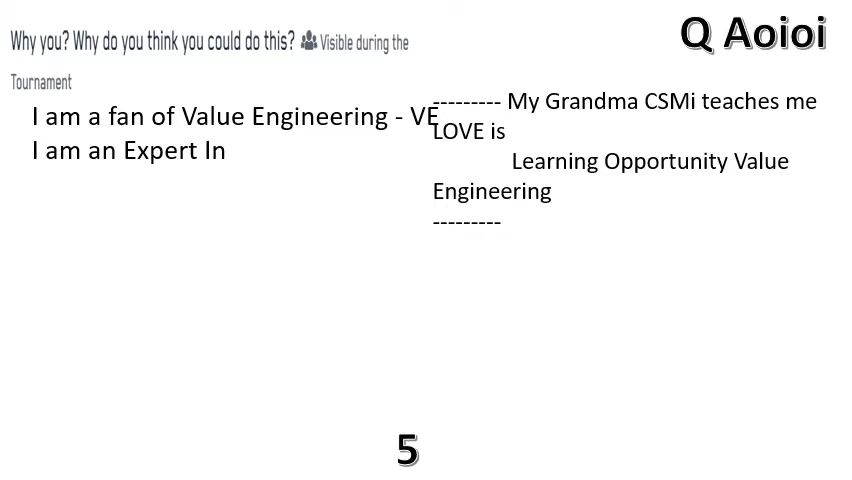 Why you? Why do you think you could do this? Visible during the
Tournament
Q Aoioi
I am a fan of Value Engineering - VE
I am an Expert In
--------- My Grandma CSMi teaches me
LOVE is
Learning Opportunity Value
Engineering
---------
5